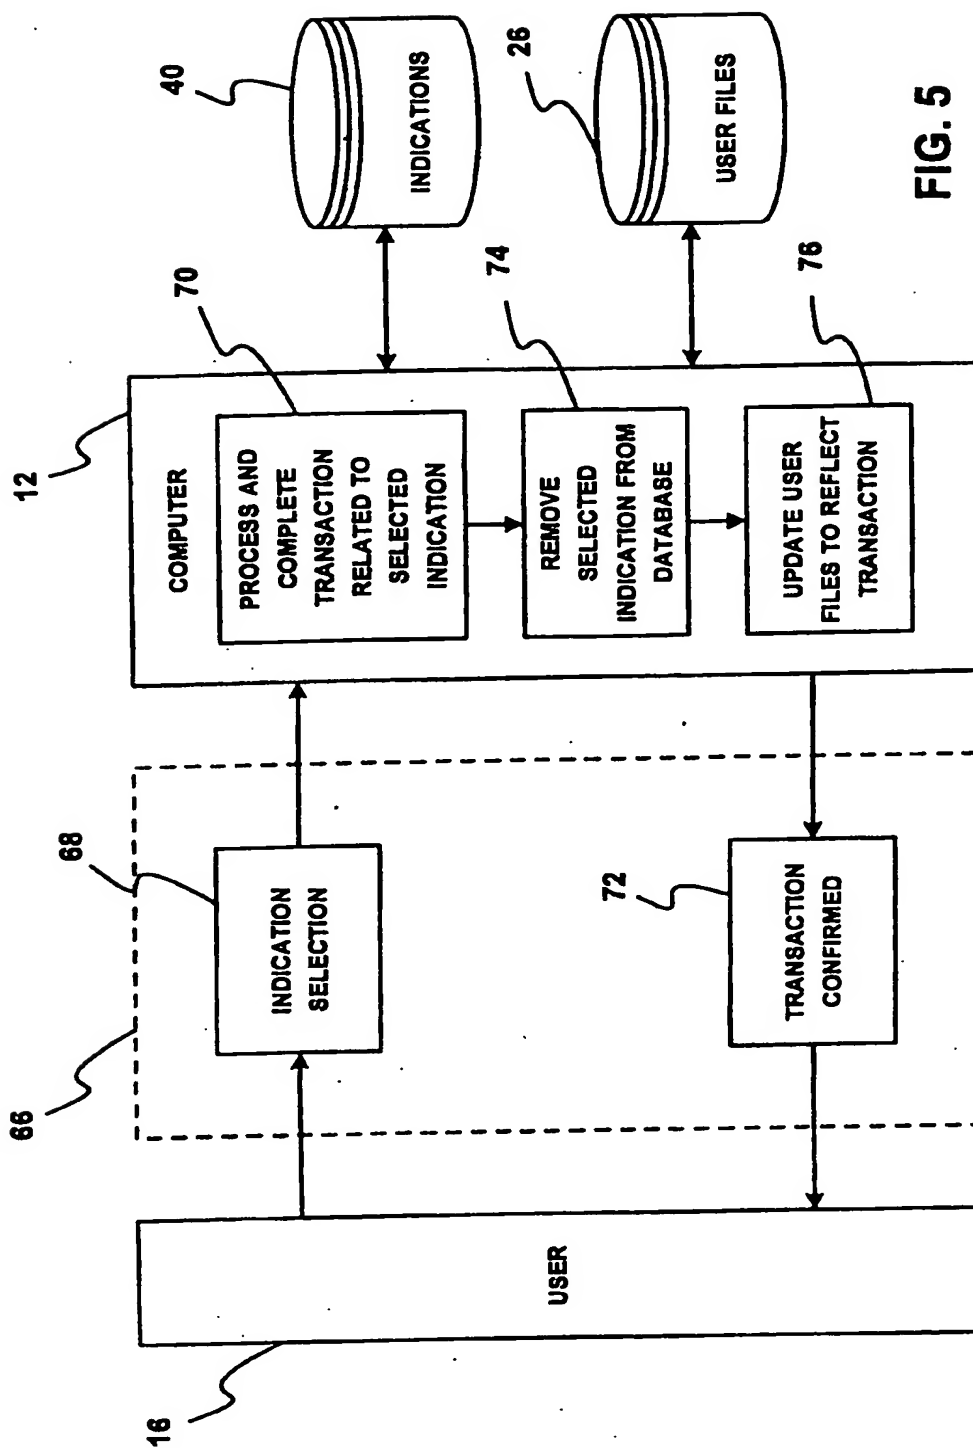 16
USER
66
68
INDICATION
SELECTION
72
TRANSACTION
CONFIRMED
12
COMPUTER
70
PROCESS AND
COMPLETE
TRANSACTION
RELATED TO
SELECTED
INDICATION
74
REMOVE
SELECTED
INDICATION FROM
DATABASE
76
UPDATE USER
FILES TO REFLECT
TRANSACTION
40
INDICATIONS
26
USER FILES
FIG. 5